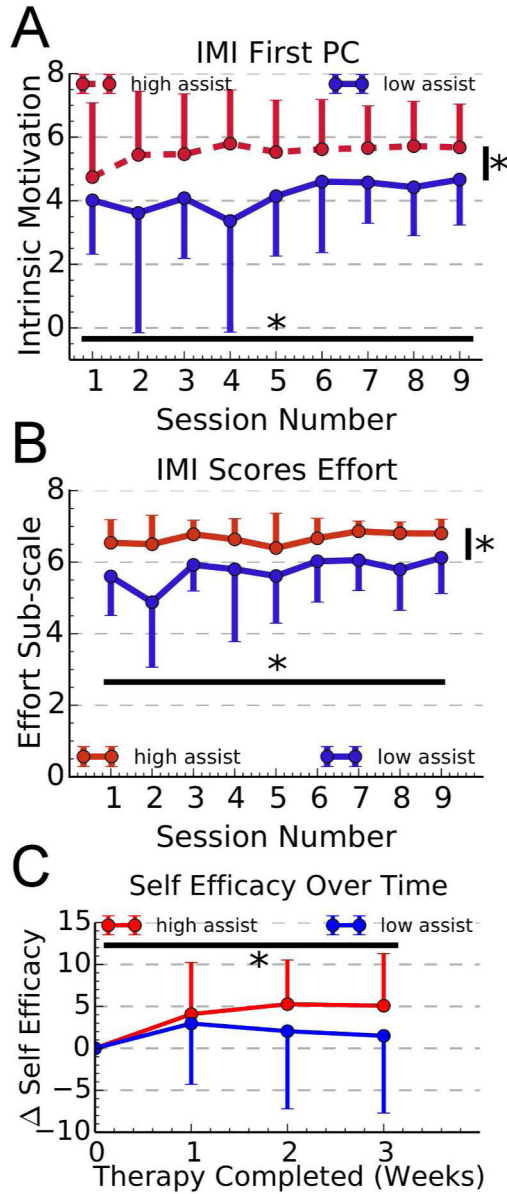 A
IMI First PC
high assist
low assist
Intrinsic Motivation
8
6
4
2
0
*
*
1 2 3 4 5 6 7 8 9
Session Number
B
IMI Scores Effort
Effort Sub-scale
8
6
4
2
0
*
*
high assist
low assist
1 2 3 4 5 6 7 8 9
Session Number
C
Self Efficacy Over Time
high assist
low assist
Δ Self Efficacy
15
10
5
0
−5
−10
*
0 1 2 3
Therapy Completed (Weeks)